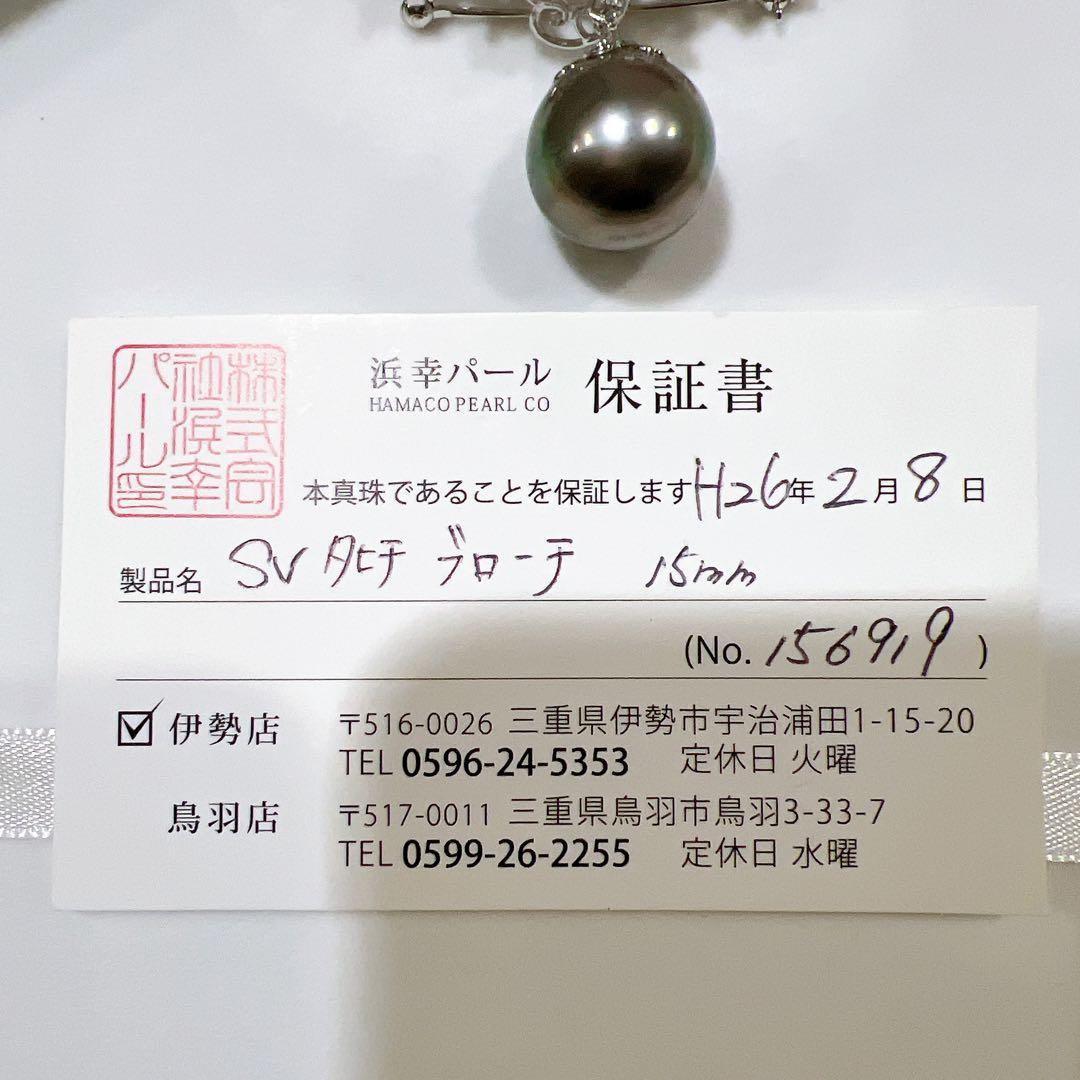 株式会
社浜幸
パール印
浜幸パール 保証書
HAMACO PEARL CO
本真珠であることを保証します H26年 2月 8日
製品名 SV タヒチ ブローチ 15mm
(No. 156919)
伊勢店 〒516-0026 三重県伊勢市宇治浦田1-15-20
TEL 0596-24-5353 定休日 火曜
鳥羽店 〒517-0011 三重県鳥羽市鳥羽3-33-7
TEL 0599-26-2255 定休日 水曜